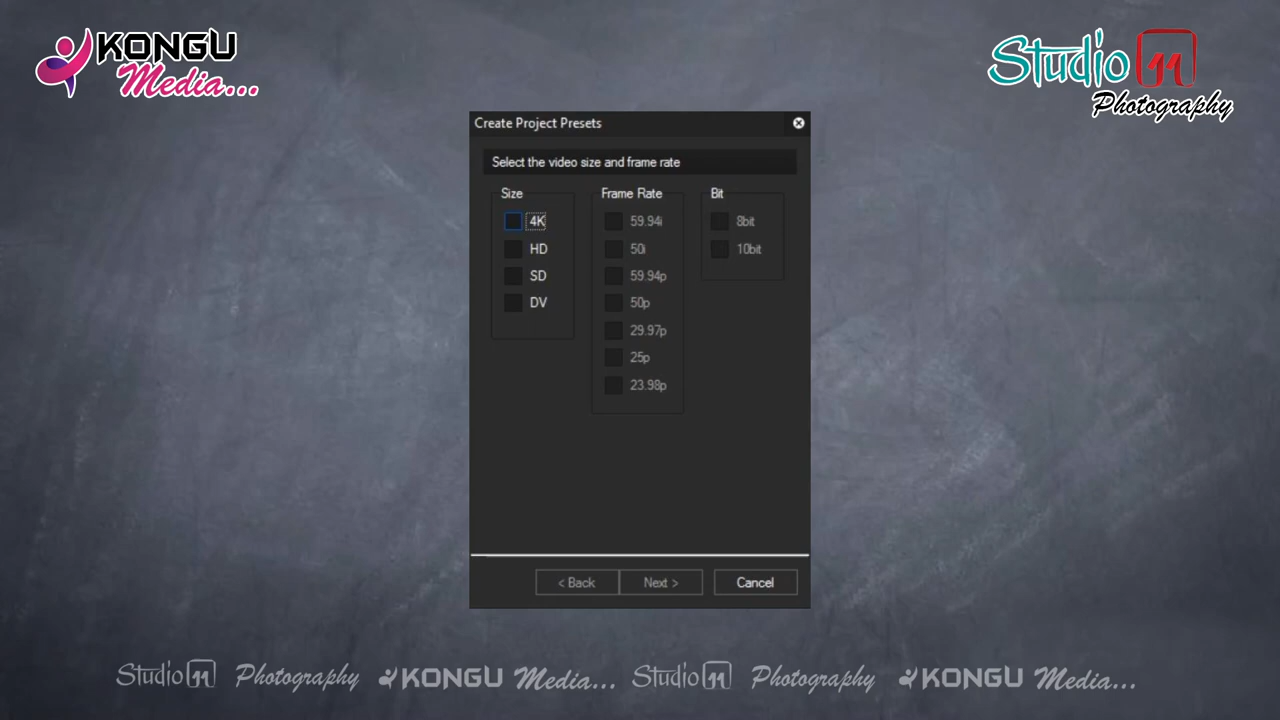 KONGU
Media...
Studio 11
Photography
Create Project Presets
Select the video size and frame rate
Size
4K
HD
SD
DV
Frame Rate
59.94i
50i
59.94p
50p
29.97p
25p
23.98p
Bit
8bit
10bit
< Back
Next >
Cancel
Studio 11 Photography KONGU Media... Studio 11 Photography KONGU Media...